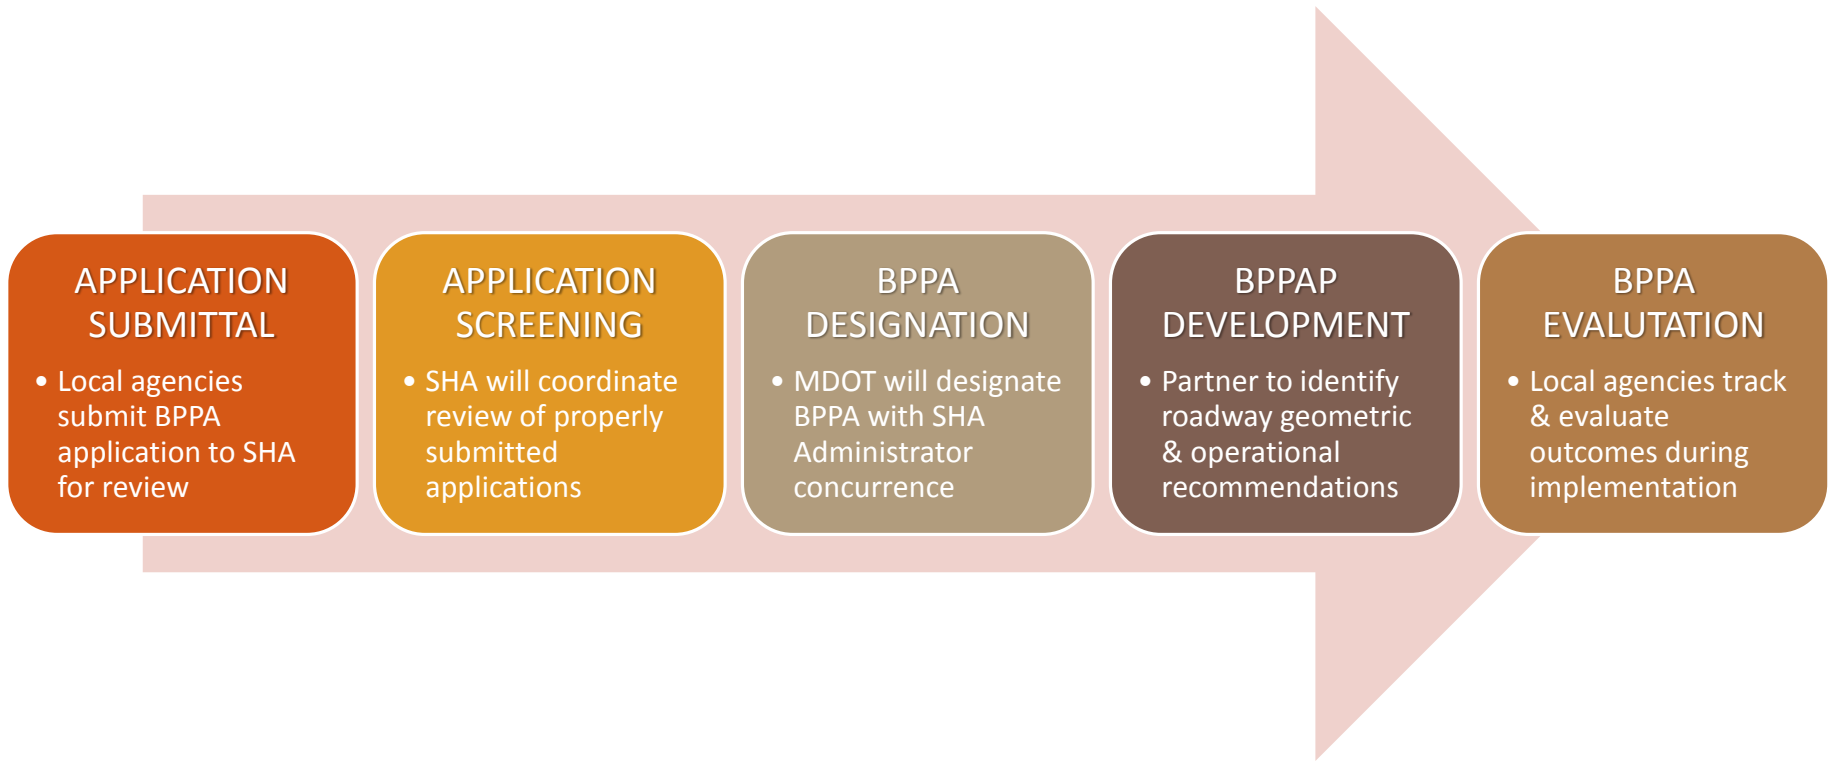 APPLICATION
SUBMITTAL
• Local agencies
submit BPPA
application to SHA
for review
APPLICATION
SCREENING
• SHA will coordinate
review of properly
submitted
applications
BPPA
DESIGNATION
• MDOT will designate
BPPA with SHA
Administrator
concurrence
BPPAP
DEVELOPMENT
• Partner to identify
roadway geometric
& operational
recommendations
BPPA
EVALUTATION
• Local agencies track
& evaluate
outcomes during
implementation